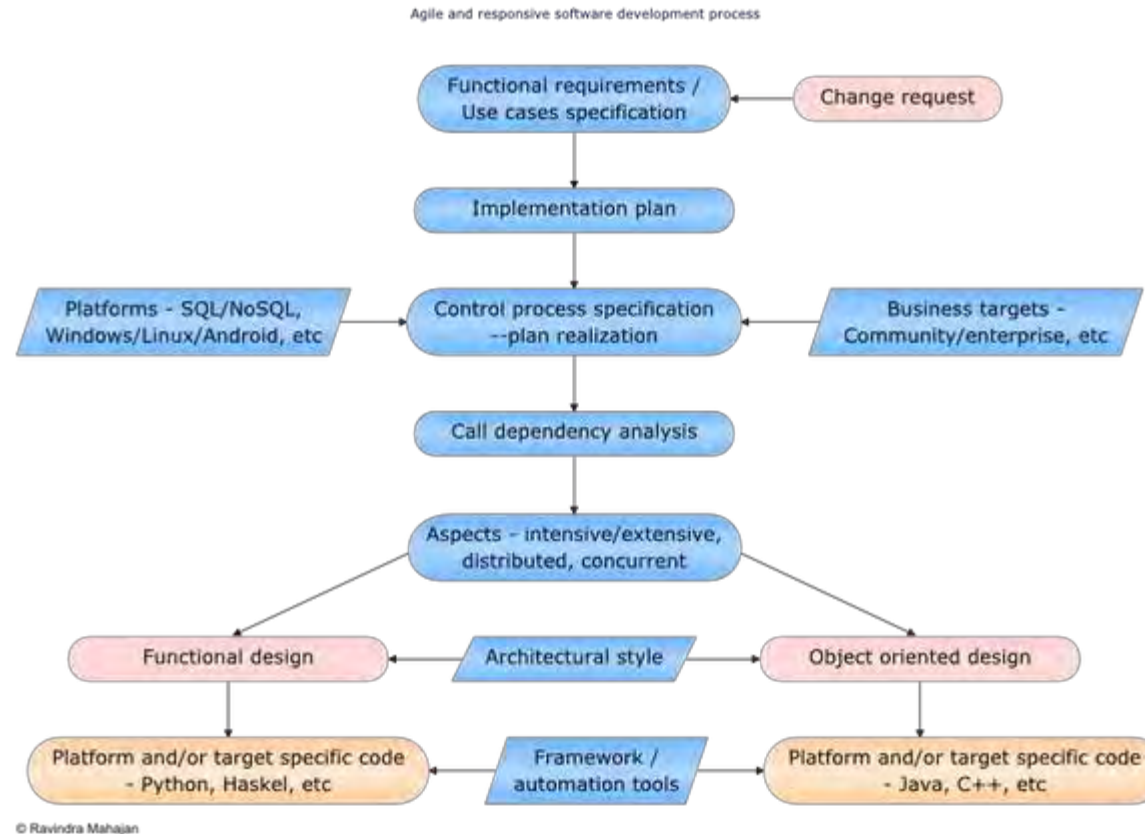 Agile and responsive software development process
Functional requirements /
Use cases specification
Change request
Implementation plan
Platforms - SQL/NoSQL,
Windows/Linux/Android, etc
Control process specification
--plan realization
Business targets -
Community/enterprise, etc
Call dependency analysis
Aspects - intensive/extensive,
distributed, concurrent
Functional design
Architectural style
Object oriented design
Platform and/or target specific code
- Python, Haskel, etc
Framework /
automation tools
Platform and/or target specific code
- Java, C++, etc
© Ravindra Mahajan